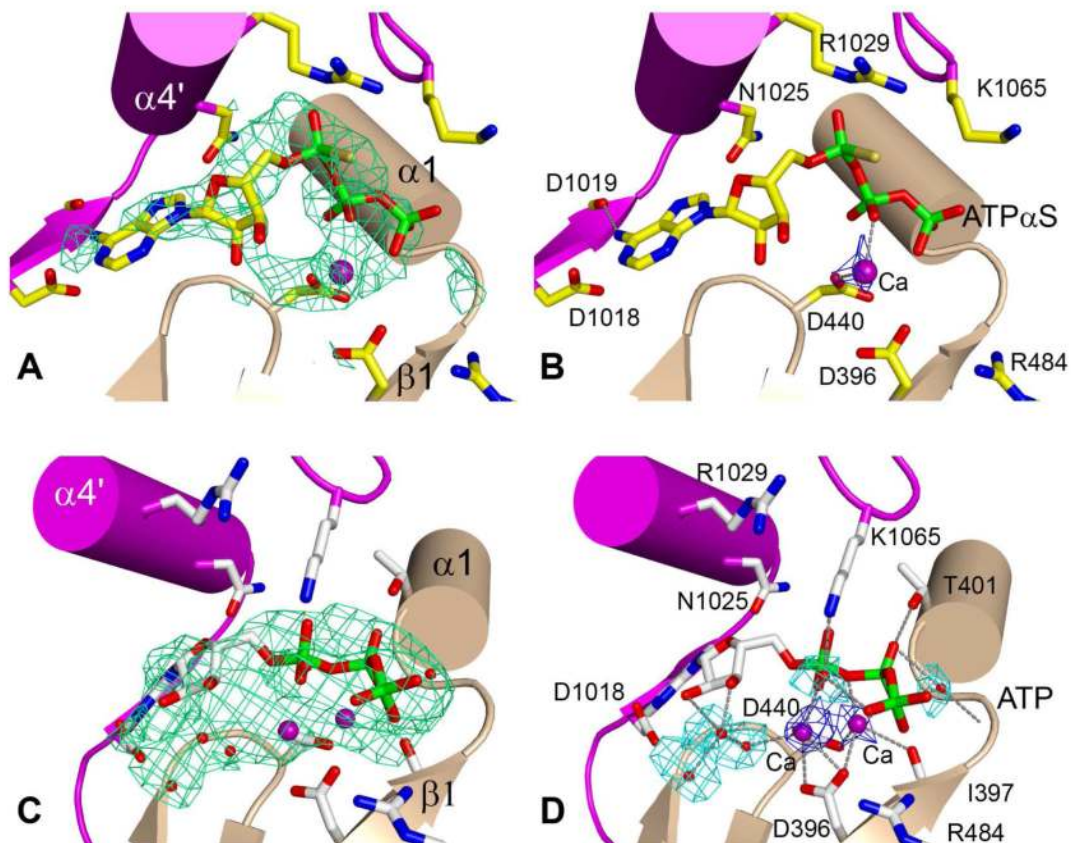 α4'
α1
β1
A
R1029
N1025
K1065
D1019
ATPαS
Ca
D1018
D440
D396
R484
B
α4'
α1
β1
C
R1029
K1065
N1025
T401
D1018
D440
ATP
Ca
Ca
I397
D396
R484
D